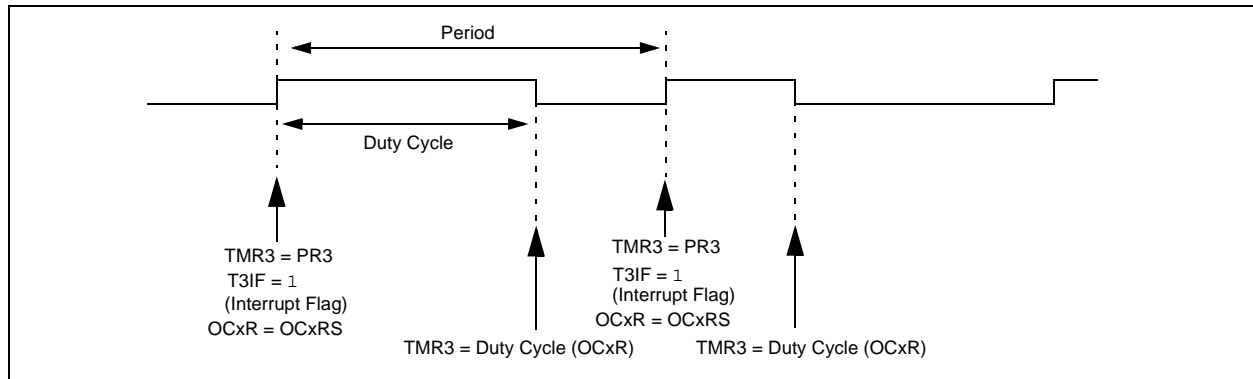 Period
Duty Cycle
TMR3 = PR3
T3IF = 1
(Interrupt Flag)
OCxR = OCxRS
TMR3 = Duty Cycle (OCxR)
TMR3 = PR3
T3IF = 1
(Interrupt Flag)
OCxR = OCxRS
TMR3 = Duty Cycle (OCxR)